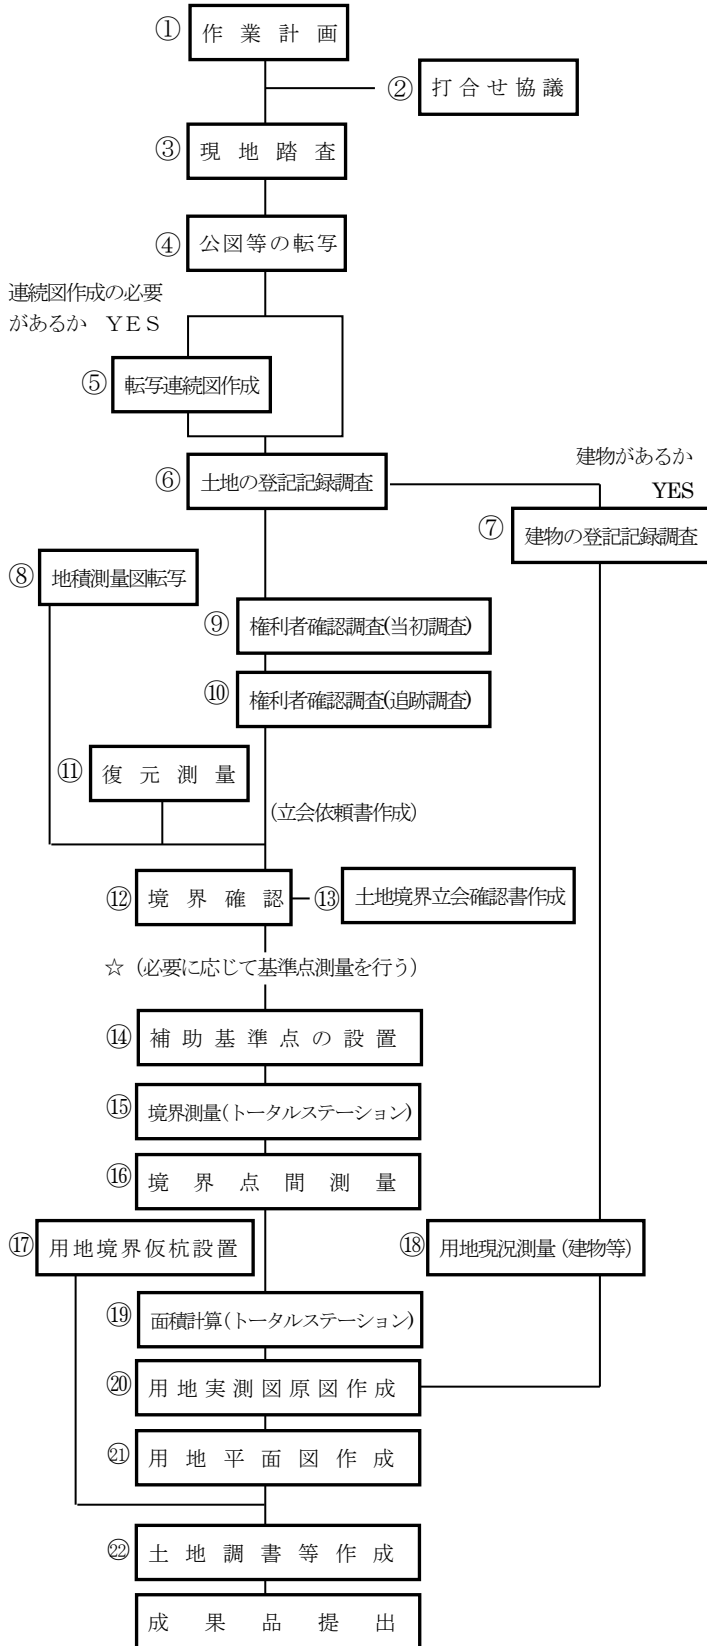 ① 作業計画
② 打合せ協議
③ 現地踏査
④ 公図等の転写
連続図作成の必要
があるか　ＹＥＳ
⑤ 転写連続図作成
⑥ 土地の登記記録調査
建物があるか
YES
⑦ 建物の登記記録調査
⑧ 地積測量図転写
⑨ 権利者確認調査(当初調査)
⑩ 権利者確認調査(追跡調査)
⑪ 復元測量
(立会依頼書作成)
⑫ 境界確認
⑬ 土地境界立会確認書作成
☆（必要に応じて基準点測量を行う）
⑭ 補助基準点の設置
⑮ 境界測量(トータルステーション)
⑯ 境界点間測量
⑰ 用地境界仮杭設置
⑱ 用地現況測量(建物等)
⑲ 面積計算(トータルステーション)
⑳ 用地実測図原図作成
㉑ 用地平面図作成
㉒ 土地調書等作成
成果品提出